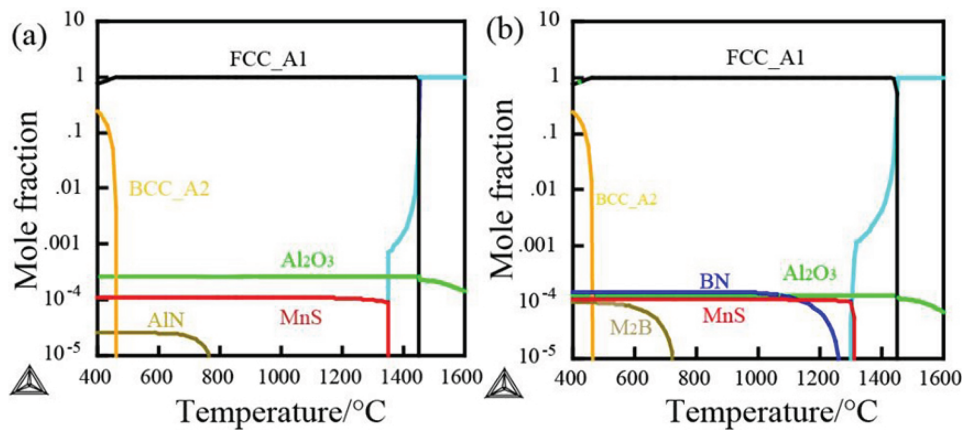 (a)
10
1
.1
.01
.001
10⁻⁴
10⁻⁵
Mole fraction
FCC_A1
BCC_A2
Al₂O₃
MnS
AlN
400 600 800 1000 1200 1400 1600
Temperature/°C
(b)
10
1
.1
.01
.001
10⁻⁴
10⁻⁵
Mole fraction
FCC_A1
BCC_A2
BN
Al₂O₃
M₂B
MnS
400 600 800 1000 1200 1400 1600
Temperature/°C